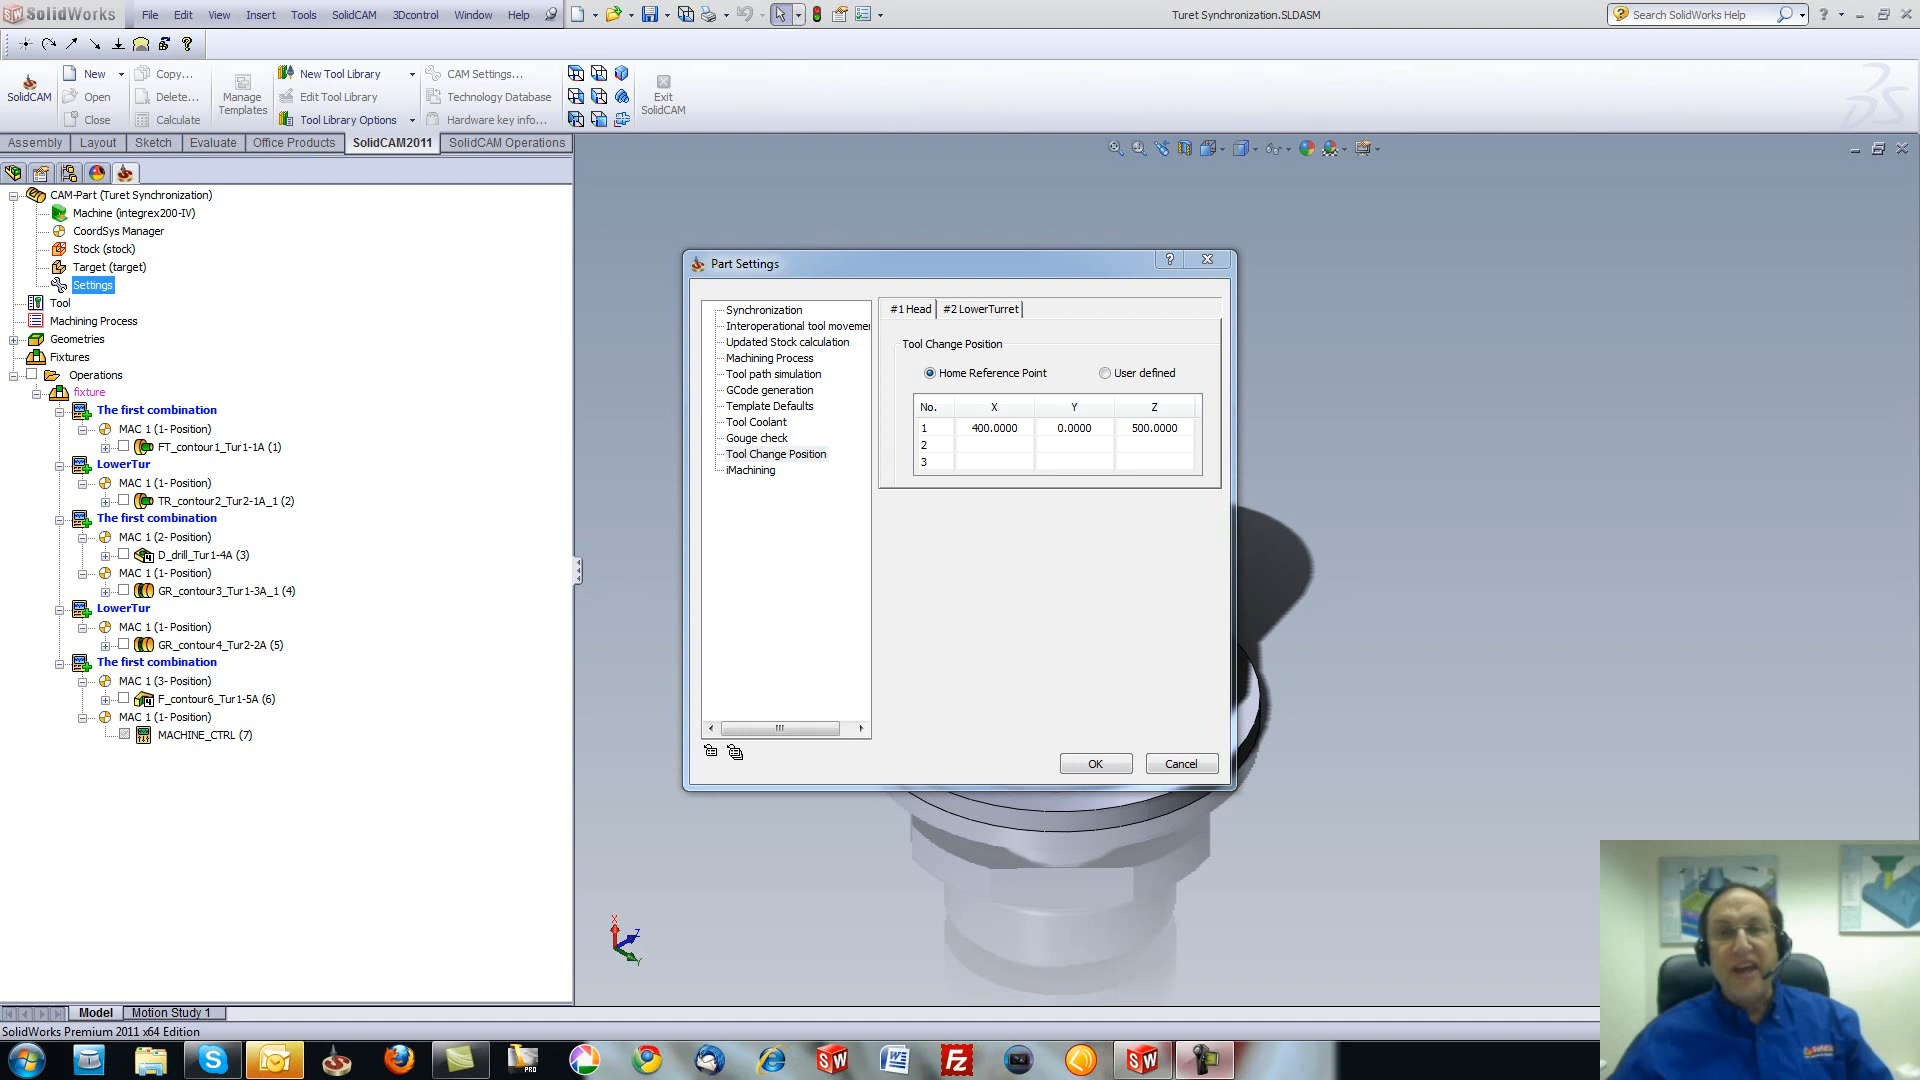 SolidWorks File Edit View Insert Tools SolidCAM 3Dcontrol Window Help Turet Synchronization.SLDASM Search SolidWorks Help
New Copy... New Tool Library CAM Settings...
SolidCAM Open Delete... Manage Templates Edit Tool Library Technology Database Exit SolidCAM
Close Calculate Tool Library Options Hardware key info...
Assembly Layout Sketch Evaluate Office Products SolidCAM2011 SolidCAM Operations
CAM-Part (Turet Synchronization)
Machine (integrex200-IV)
CoordSys Manager
Stock (stock)
Target (target)
Settings
Tool
Machining Process
Geometries
Fixtures
Operations
fixture
The first combination
MAC 1 (1- Position)
FT_contour1_Tur1-1A (1)
LowerTur
MAC 1 (1- Position)
TR_contour2_Tur2-1A_1 (2)
The first combination
MAC 1 (2- Position)
D_drill_Tur1-4A (3)
MAC 1 (1- Position)
GR_contour3_Tur1-3A_1 (4)
LowerTur
MAC 1 (1- Position)
GR_contour4_Tur2-2A (5)
The first combination
MAC 1 (3- Position)
F_contour6_Tur1-5A (6)
MAC 1 (1- Position)
MACHINE_CTRL (7)
Part Settings
Synchronization
Interoperational tool movemer
Updated Stock calculation
Machining Process
Tool path simulation
GCode generation
Template Defaults
Tool Coolant
Gouge check
Tool Change Position
iMachining
#1 Head #2 LowerTurret
Tool Change Position
Home Reference Point User defined
No. X Y Z
1 400.0000 0.0000 500.0000
2
3
OK Cancel
X
Z
Y
Model Motion Study 1
SolidWorks Premium 2011 x64 Edition
PRO
SW
W
FZ
SW